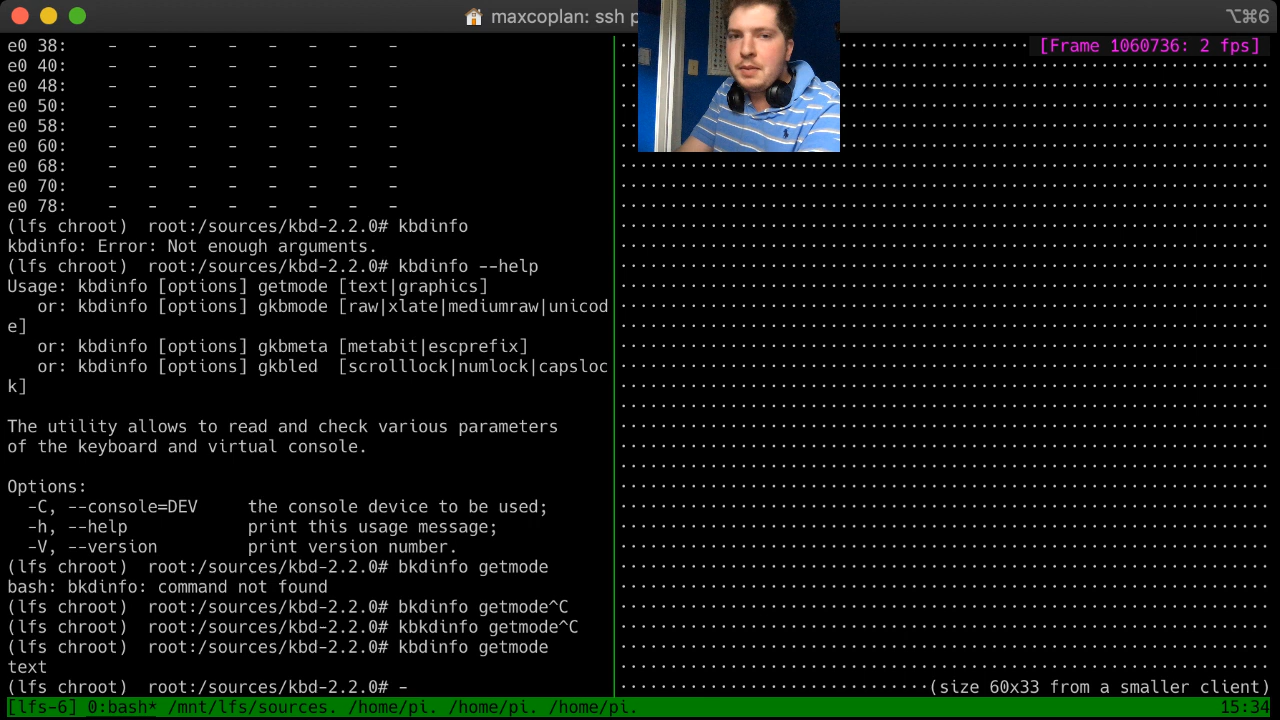 maxcoplan: ssh p
⌥⌘6
e0 38:    -   -   -   -   -   -   -   -
e0 40:    -   -   -   -   -   -   -   -
e0 48:    -   -   -   -   -   -   -   -
e0 50:    -   -   -   -   -   -   -   -
e0 58:    -   -   -   -   -   -   -   -
e0 60:    -   -   -   -   -   -   -   -
e0 68:    -   -   -   -   -   -   -   -
e0 70:    -   -   -   -   -   -   -   -
e0 78:    -   -   -   -   -   -   -   -
(lfs chroot)  root:/sources/kbd-2.2.0# kbdinfo
kbdinfo: Error: Not enough arguments.
(lfs chroot)  root:/sources/kbd-2.2.0# kbdinfo --help
Usage: kbdinfo [options] getmode [text|graphics]
   or: kbdinfo [options] gkbmode [raw|xlate|mediumraw|unicod
e]
   or: kbdinfo [options] gkbmeta [metabit|escprefix]
   or: kbdinfo [options] gkbled  [scrolllock|numlock|capsloc
k]
The utility allows to read and check various parameters
of the keyboard and virtual console.
Options:
  -C, --console=DEV     the console device to be used;
  -h, --help            print this usage message;
  -V, --version         print version number.
(lfs chroot)  root:/sources/kbd-2.2.0# bkdinfo getmode
bash: bkdinfo: command not found
(lfs chroot)  root:/sources/kbd-2.2.0# bkdinfo getmode^C
(lfs chroot)  root:/sources/kbd-2.2.0# kbkdinfo getmode^C
(lfs chroot)  root:/sources/kbd-2.2.0# kbdinfo getmode
text
(lfs chroot)  root:/sources/kbd-2.2.0# -
[Frame 1060736: 2 fps]
(size 60x33 from a smaller client)
[lfs-6] 0:bash* /mnt/lfs/sources. /home/pi. /home/pi. /home/pi.
15:34